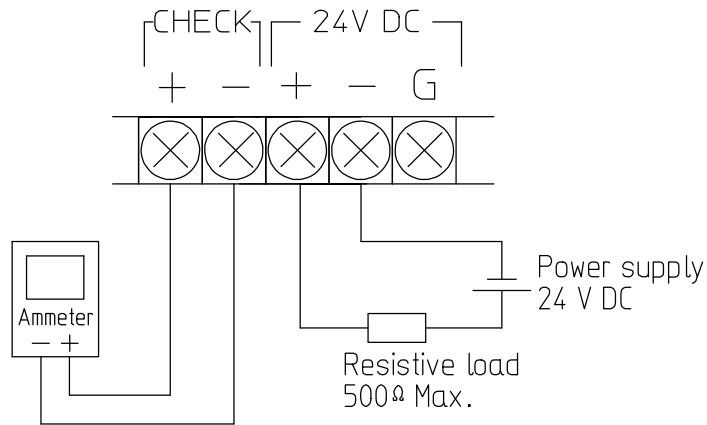 CHECK 24V DC
+ − + − G
Ammeter
− +
Power supply
24 V DC
Resistive load
500Ω Max.